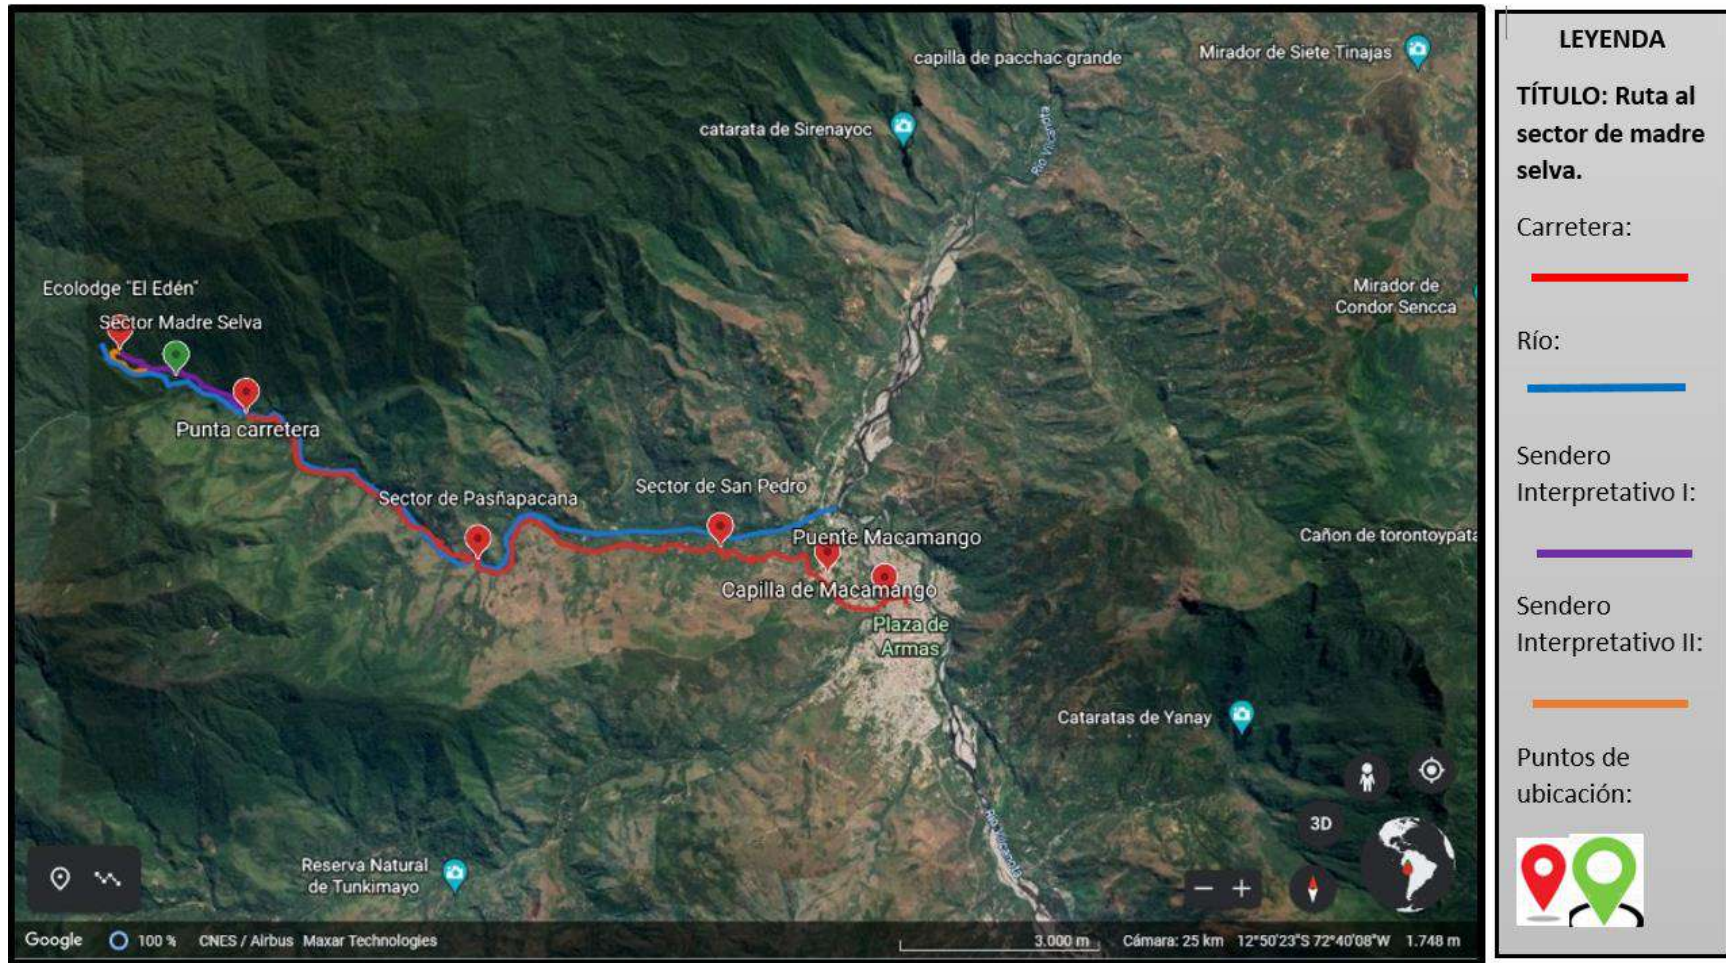 capilla de pacchac grande
Mirador de Siete Tinajas
catarata de Sirenayoc
Río Vilcanota
Ecolodge "El Edén"
Sector Madre Selva
Mirador de
Condor Sencca
Punta carretera
Sector de Pasñapacana
Sector de San Pedro
Puente Macamango
Cañon de torontoypata
Capilla de Macamango
Plaza de
Armas
Cataratas de Yanay
Río Vilcanota
Reserva Natural
de Tunkimayo
3D
Google
100 %
CNES / Airbus Maxar Technologies
3.000 m
Cámara: 25 km
12°50'23"S 72°40'08"W
1.748 m
LEYENDA
TÍTULO: Ruta al
sector de madre
selva.
Carretera:
Río:
Sendero
Interpretativo I:
Sendero
Interpretativo II:
Puntos de
ubicación: